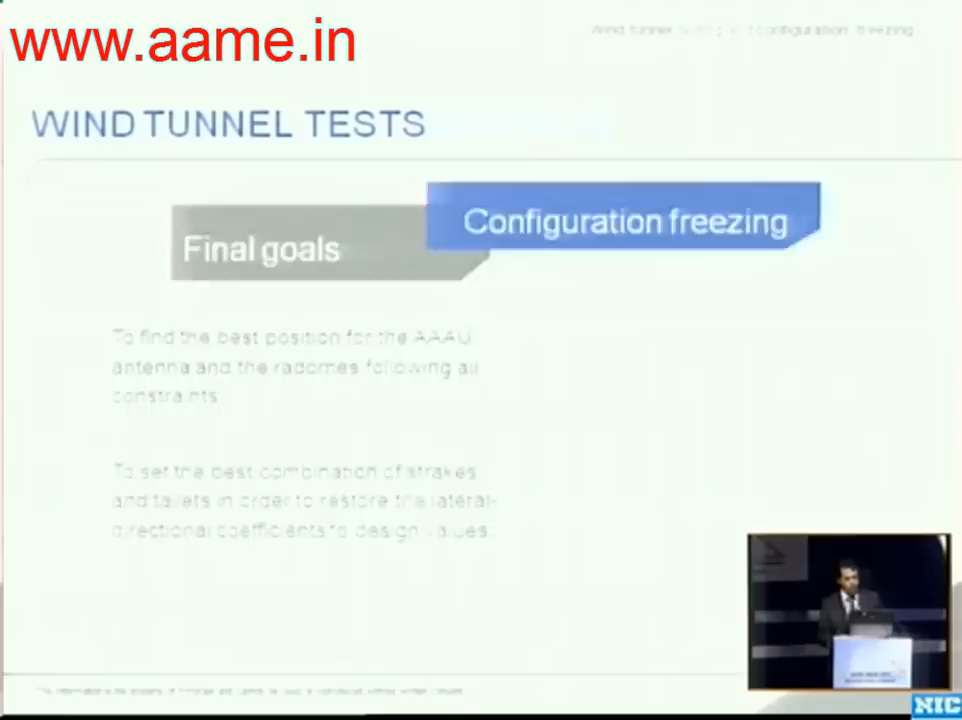 www.aame.in
Wind tunnel configuration freezing
WIND TUNNEL TESTS
Configuration freezing
Final goals
To find the best position for the AAAU
antenna and the radomes following all
constraints.
To set the best combination of strakes
and tailets in order to restore the lateral-
directional coefficients to design values.
NIC